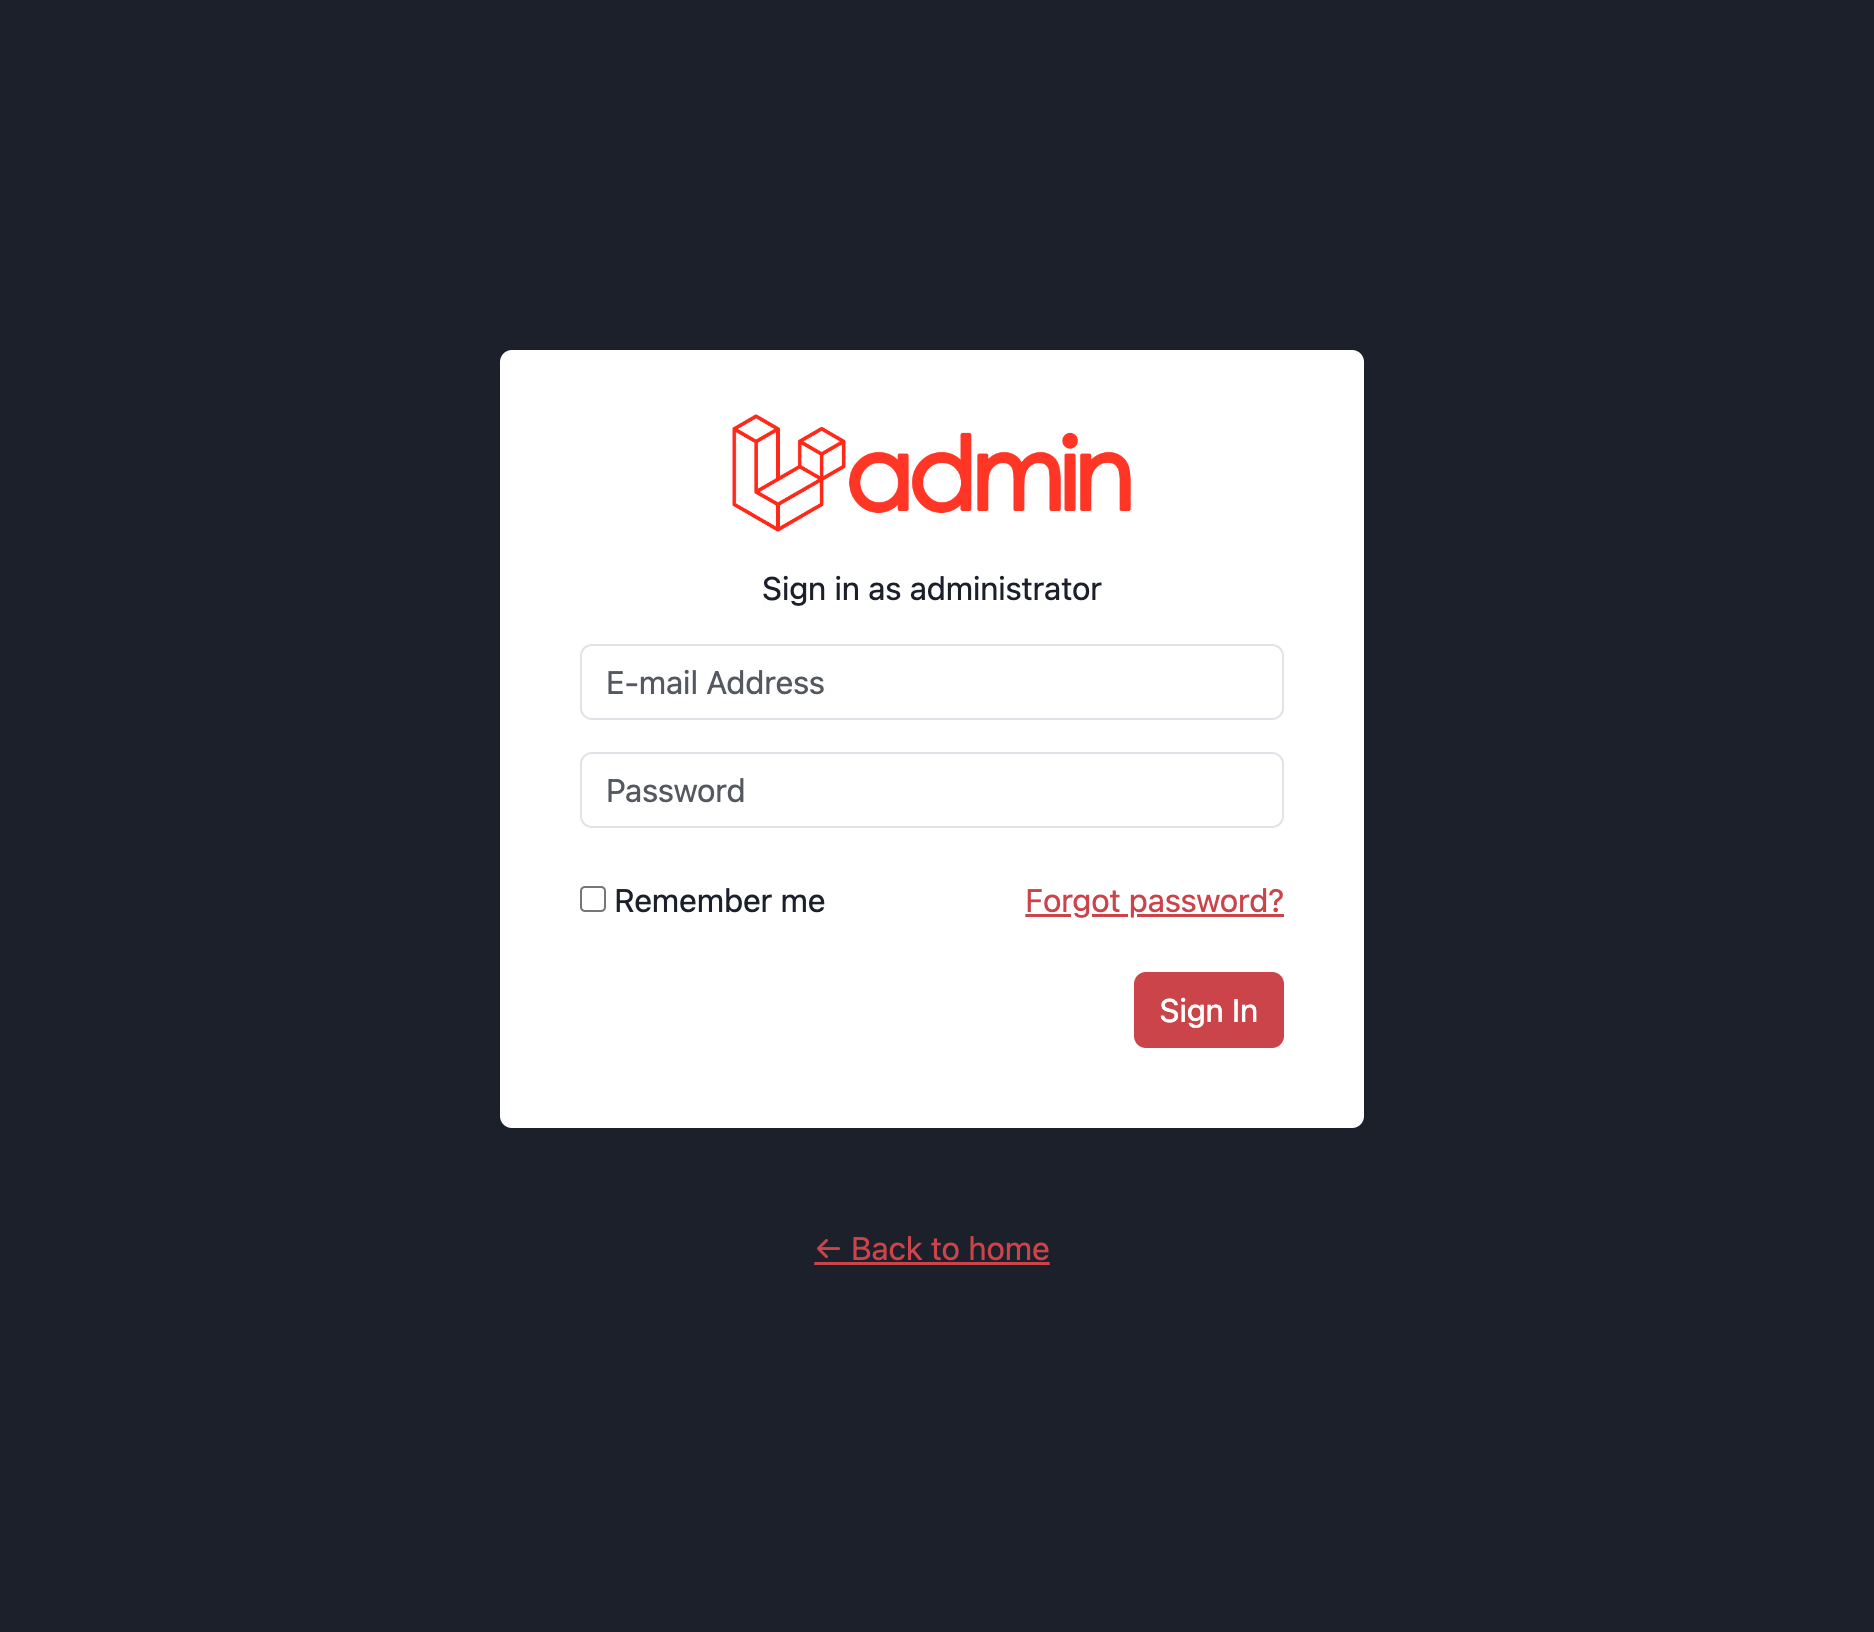 admin
Sign in as administrator
E-mail Address
Password
Remember me
Forgot password?
Sign In
← Back to home